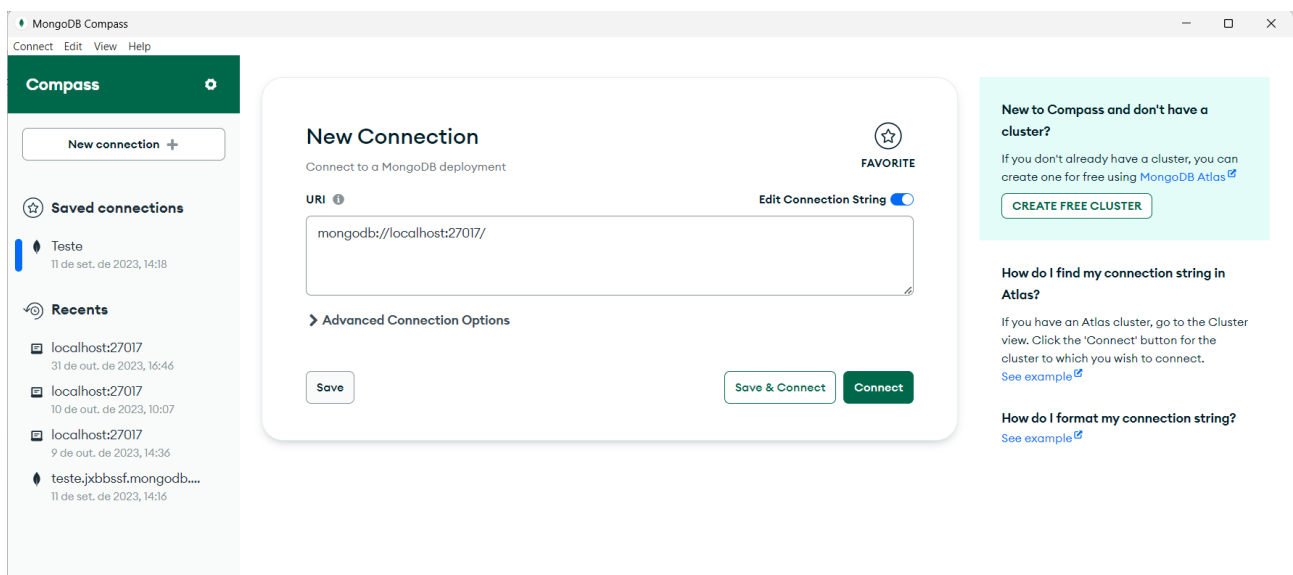 MongoDB Compass
Connect Edit View Help
Compass
New connection
Saved connections
Teste
11 de set. de 2023, 14:18
Recents
localhost:27017
31 de out. de 2023, 16:46
localhost:27017
10 de out. de 2023, 10:07
localhost:27017
9 de out. de 2023, 14:36
teste.jxbbssf.mongodb....
11 de set. de 2023, 14:16
New Connection
FAVORITE
Connect to a MongoDB deployment
URI
Edit Connection String
mongodb://localhost:27017/
Advanced Connection Options
Save
Save & Connect
Connect
New to Compass and don't have a
cluster?
If you don't already have a cluster, you can
create one for free using MongoDB Atlas
CREATE FREE CLUSTER
How do I find my connection string in
Atlas?
If you have an Atlas cluster, go to the Cluster
view. Click the 'Connect' button for the
cluster to which you wish to connect.
See example
How do I format my connection string?
See example